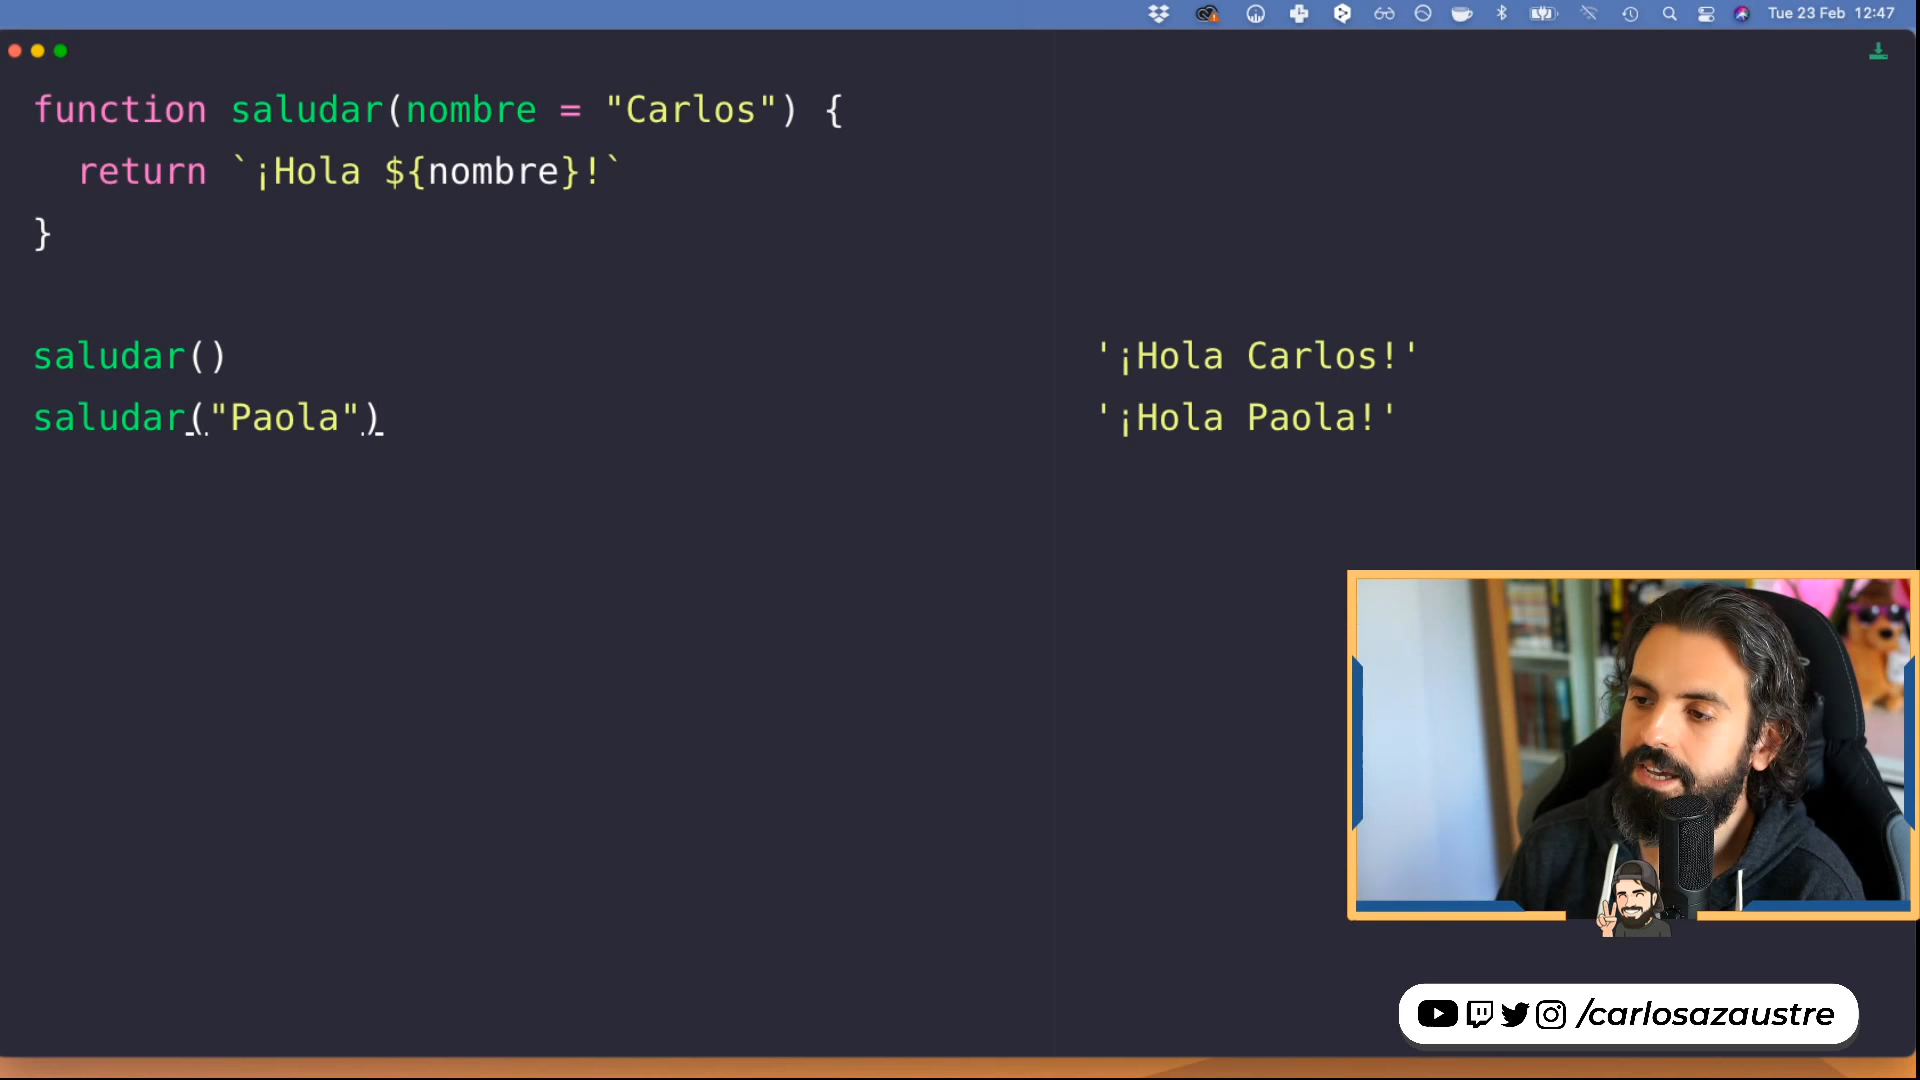 Tue 23 Feb 12:47
function saludar(nombre = "Carlos") {
return `¡Hola ${nombre}!`
}
saludar() '¡Hola Carlos!'
saludar("Paola") '¡Hola Paola!'
/carlosazaustre